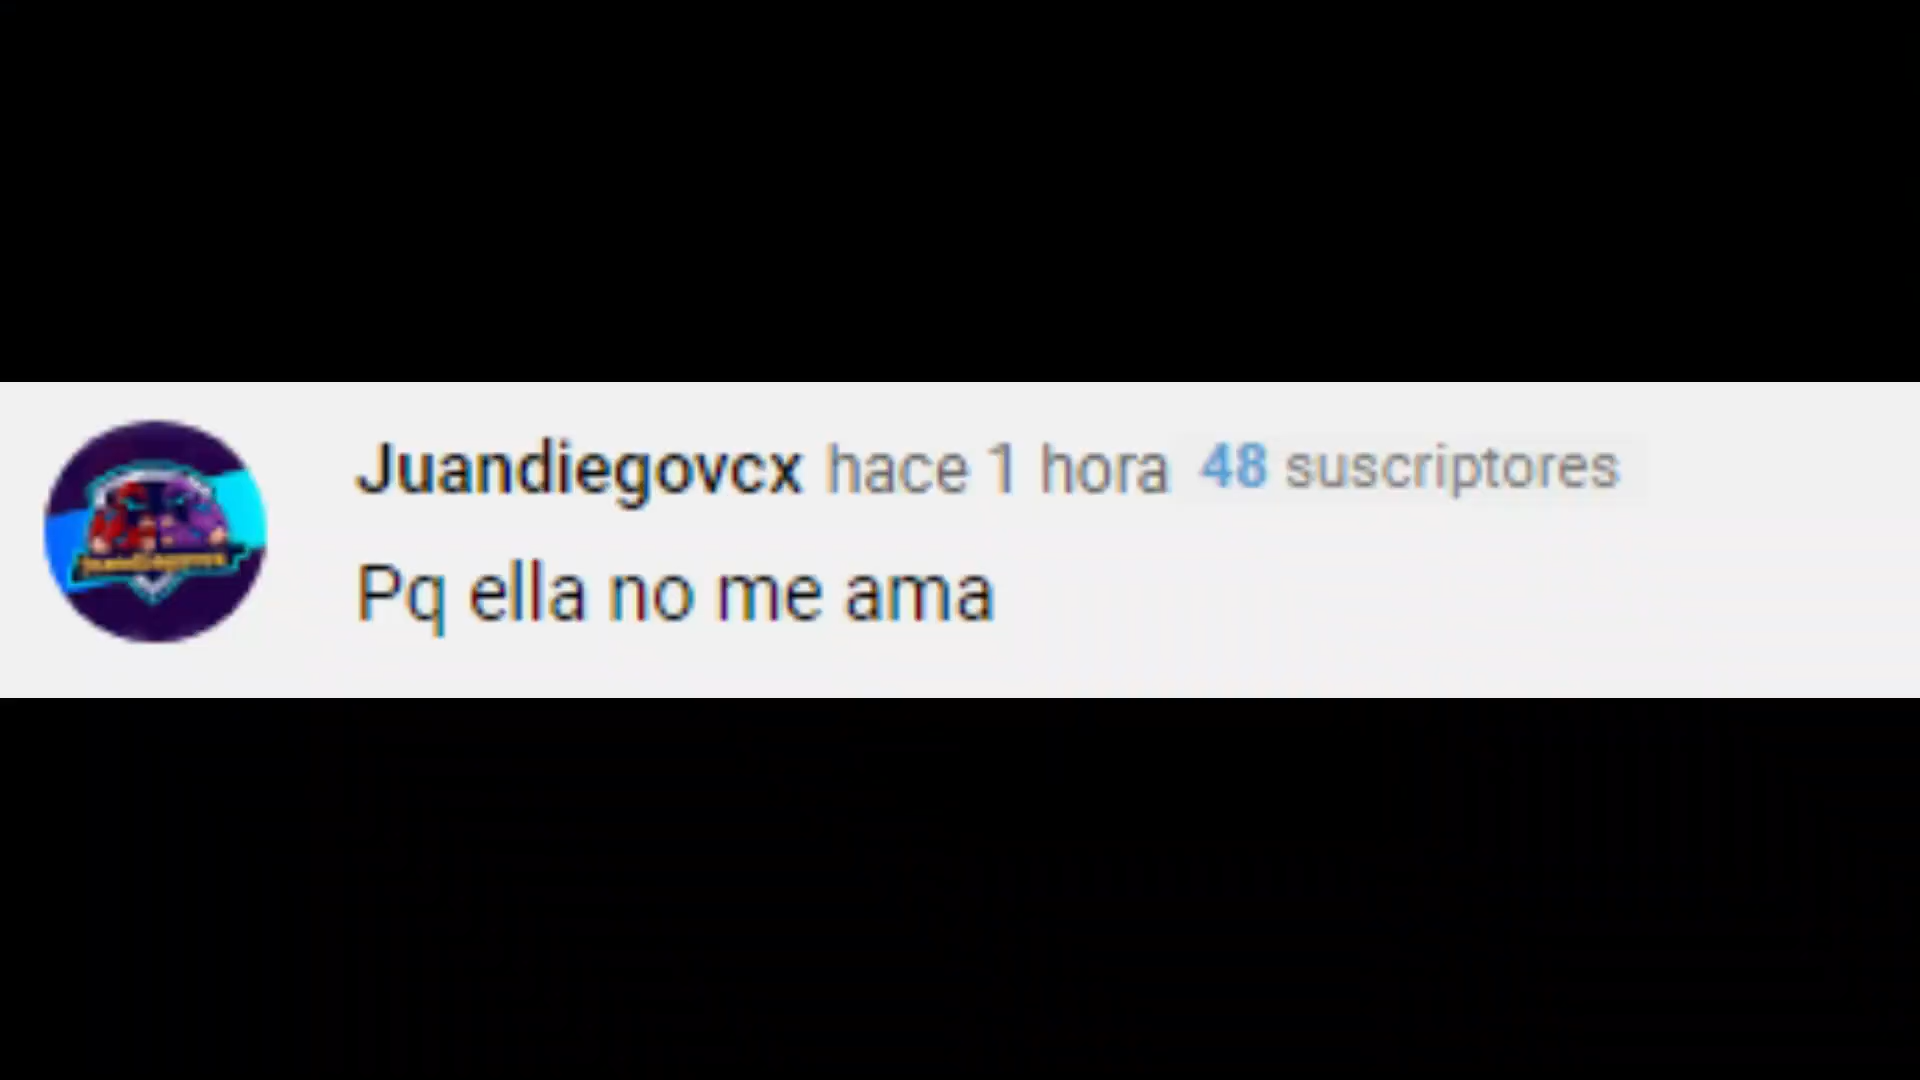 Juandiegovcx hace 1 hora 48 suscriptores
Pq ella no me ama